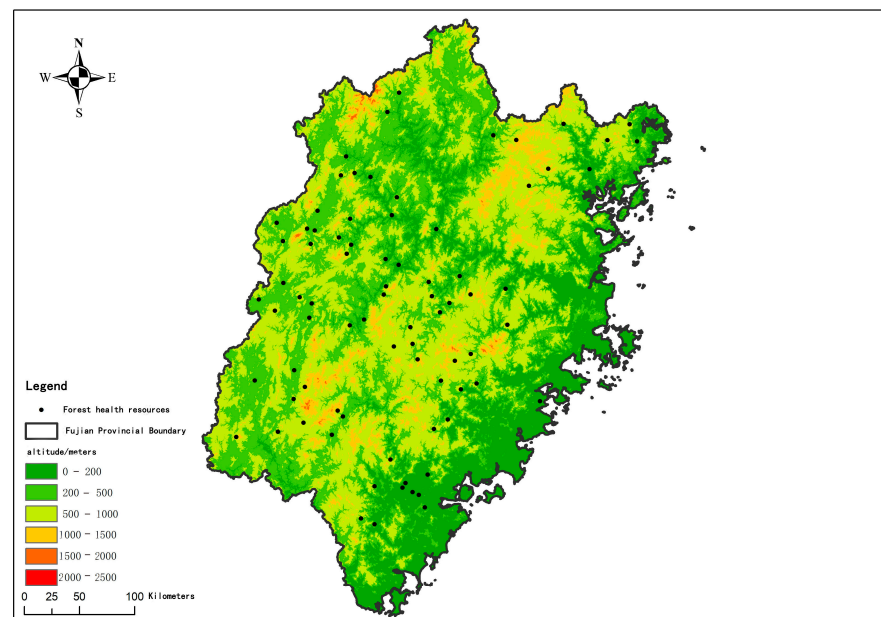 N
W E
S
Legend
Forest health resources
Fujian Provincial Boundary
altitude/meters
0 - 200
200 - 500
500 - 1000
1000 - 1500
1500 - 2000
2000 - 2500
0 25 50 100 Kilometers